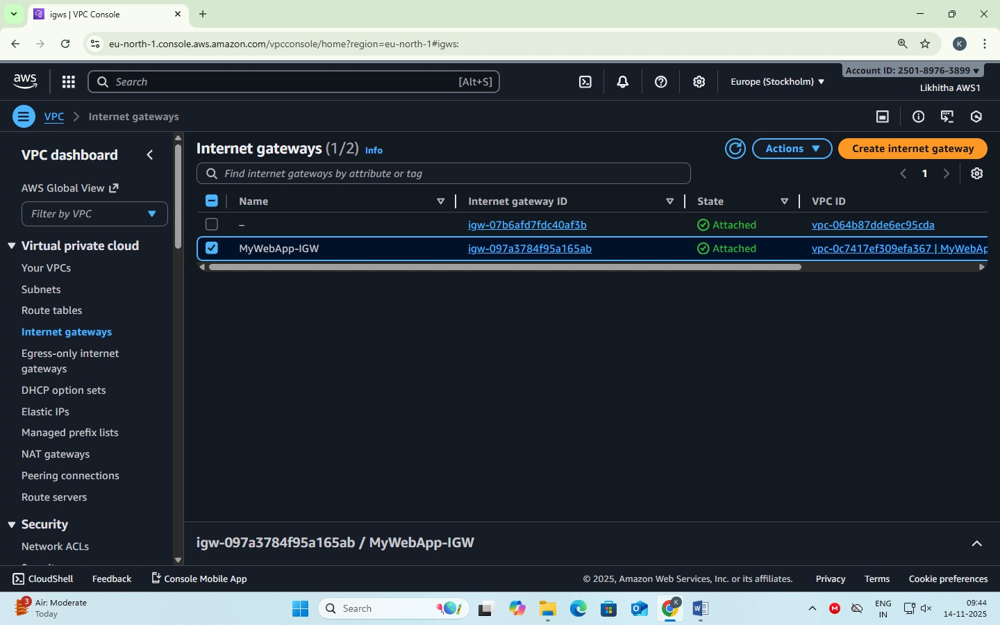 igws | VPC Console
eu-north-1.console.aws.amazon.com/vpcconsole/home?region=eu-north-1#igws:
K
aws
Search
[Alt+S]
Europe (Stockholm)
Account ID: 2501-8976-3899
Likhitha AWS1
VPC
Internet gateways
VPC dashboard
AWS Global View
Filter by VPC
Virtual private cloud
Your VPCs
Subnets
Route tables
Internet gateways
Egress-only internet
gateways
DHCP option sets
Elastic IPs
Managed prefix lists
NAT gateways
Peering connections
Route servers
Security
Network ACLs
Internet gateways (1/2) Info
Actions
Create internet gateway
Find internet gateways by attribute or tag
1
Name Internet gateway ID State VPC ID
– igw-07b6afd7fdc40af3b Attached vpc-064b87dde6ec95cda
MyWebApp-IGW igw-097a3784f95a165ab Attached vpc-0c7417ef309efa367 | MyWebAp
igw-097a3784f95a165ab / MyWebApp-IGW
CloudShell Feedback Console Mobile App © 2025, Amazon Web Services, Inc. or its affiliates. Privacy Terms Cookie preferences
3
Air: Moderate
Today
Search
K
M
ENG
IN
09:44
14-11-2025